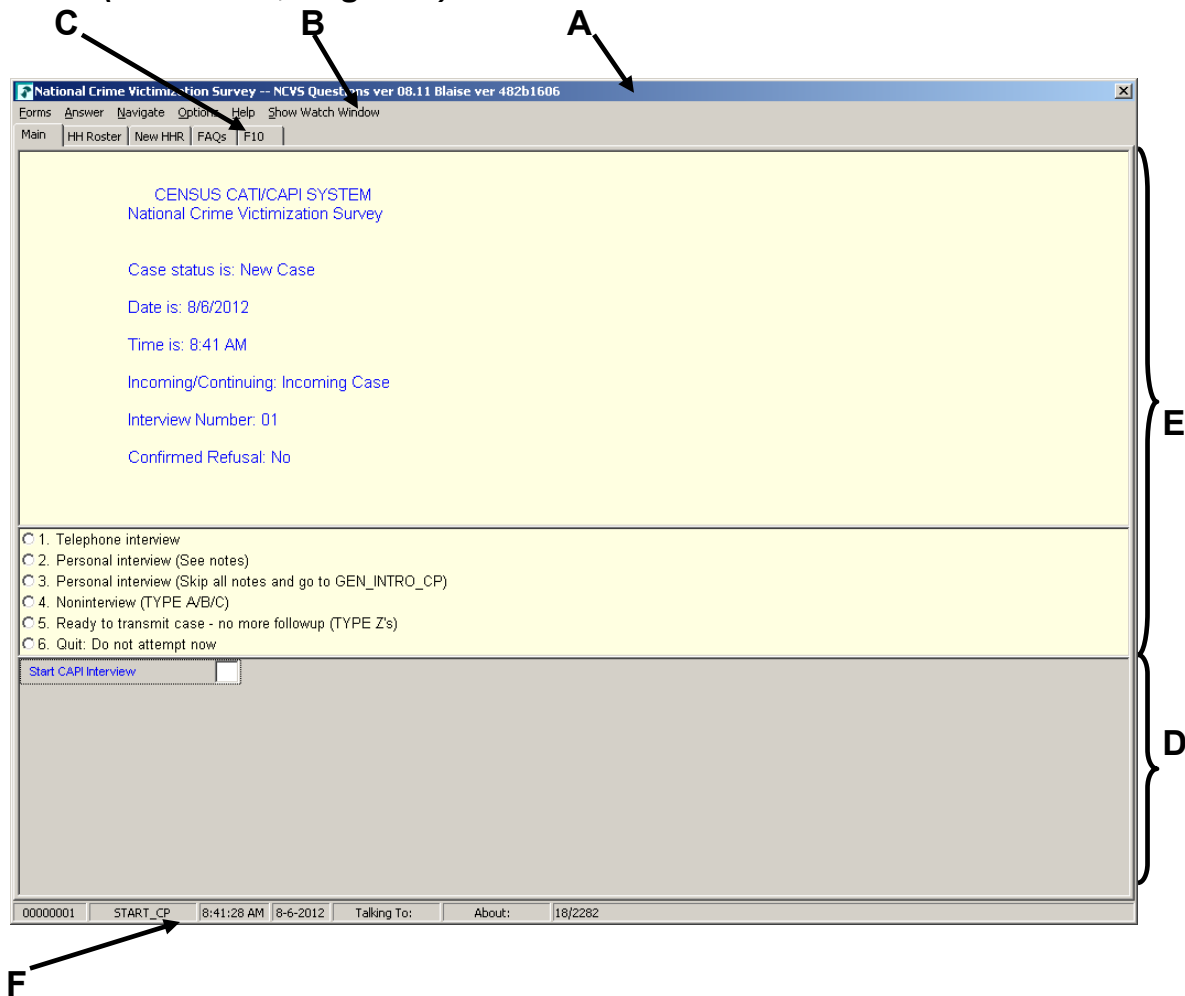 C B A
National Crime Victimization Survey -- NCVS Questions ver 08.11 Blaise ver 482b1606
Forms Answer Navigate Options Help Show Watch Window
Main HH Roster New HHR FAQs F10
CENSUS CATI/CAPI SYSTEM
National Crime Victimization Survey
Case status is: New Case
Date is: 8/6/2012
Time is: 8:41 AM
Incoming/Continuing: Incoming Case
Interview Number: 01
Confirmed Refusal: No
E
1. Telephone interview
2. Personal interview (See notes)
3. Personal interview (Skip all notes and go to GEN_INTRO_CP)
4. Noninterview (TYPE A/B/C)
5. Ready to transmit case - no more followup (TYPE Z's)
6. Quit: Do not attempt now
Start CAPI Interview
D
00000001 START_CP 8:41:28 AM 8-6-2012 Talking To: About: 18/2282
F